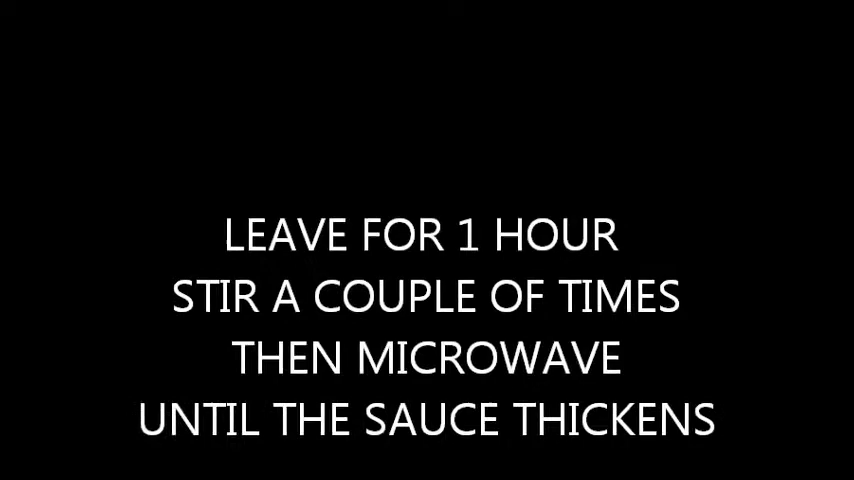 LEAVE FOR 1 HOUR
STIR A COUPLE OF TIMES
THEN MICROWAVE
UNTIL THE SAUCE THICKENS